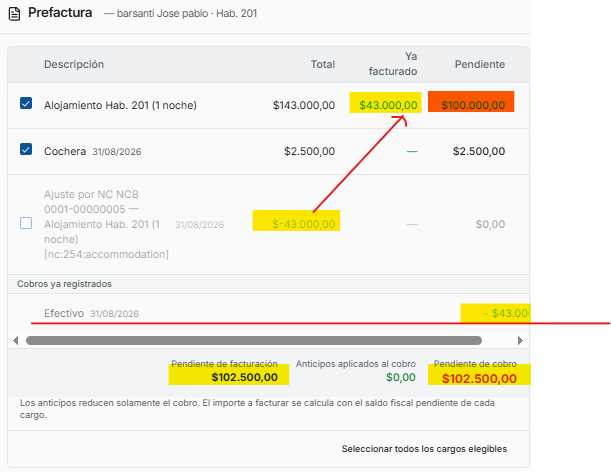 Prefactura — barsanti Jose pablo · Hab. 201
Descripción Total Ya facturado Pendiente
Alojamiento Hab. 201 (1 noche) $143.000,00 $43.000,00 $100.000,00
Cochera 31/08/2026 $2.500,00 — $2.500,00
Ajuste por NC NCB
0001-00000005 —
Alojamiento Hab. 201 (1 31/08/2026 $-43.000,00 — $0,00
noche)
[nc:254:accommodation]
Cobros ya registrados
Efectivo 31/08/2026 − $43.00
Pendiente de facturación Anticipos aplicados al cobro Pendiente de cobro
$102.500,00 $0,00 $102.500,00
Los anticipos reducen solamente el cobro. El importe a facturar se calcula con el saldo fiscal pendiente de cada
cargo.
Seleccionar todos los cargos elegibles